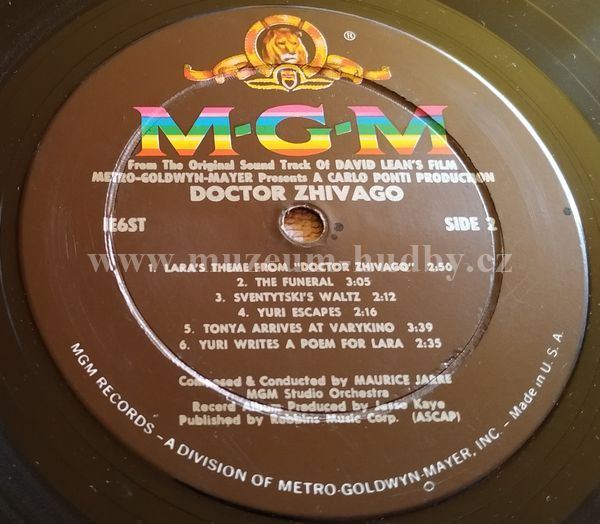 ®
M-G-M
From The Original Sound Track Of DAVID LEAN'S FILM
METRO-GOLDWYN-MAYER Presents A CARLO PONTI PRODUCTION
DOCTOR ZHIVAGO
IE6ST SIDE 2
www.muzeum-hudby.cz
1. LARA'S THEME FROM "DOCTOR ZHIVAGO" 2:50
2. THE FUNERAL 3:05
3. SVENTYTSKI'S WALTZ 2:12
4. YURI ESCAPES 2:16
5. TONYA ARRIVES AT VARYKINO 3:39
6. YURI WRITES A POEM FOR LARA 2:35
Composed & Conducted by MAURICE JARRE
MGM Studio Orchestra
Record Album Produced by Jesse Kaye
Published by Robbins Music Corp. (ASCAP)
MGM RECORDS - A DIVISION OF METRO-GOLDWYN-MAYER, INC. - Made in U.S.A.